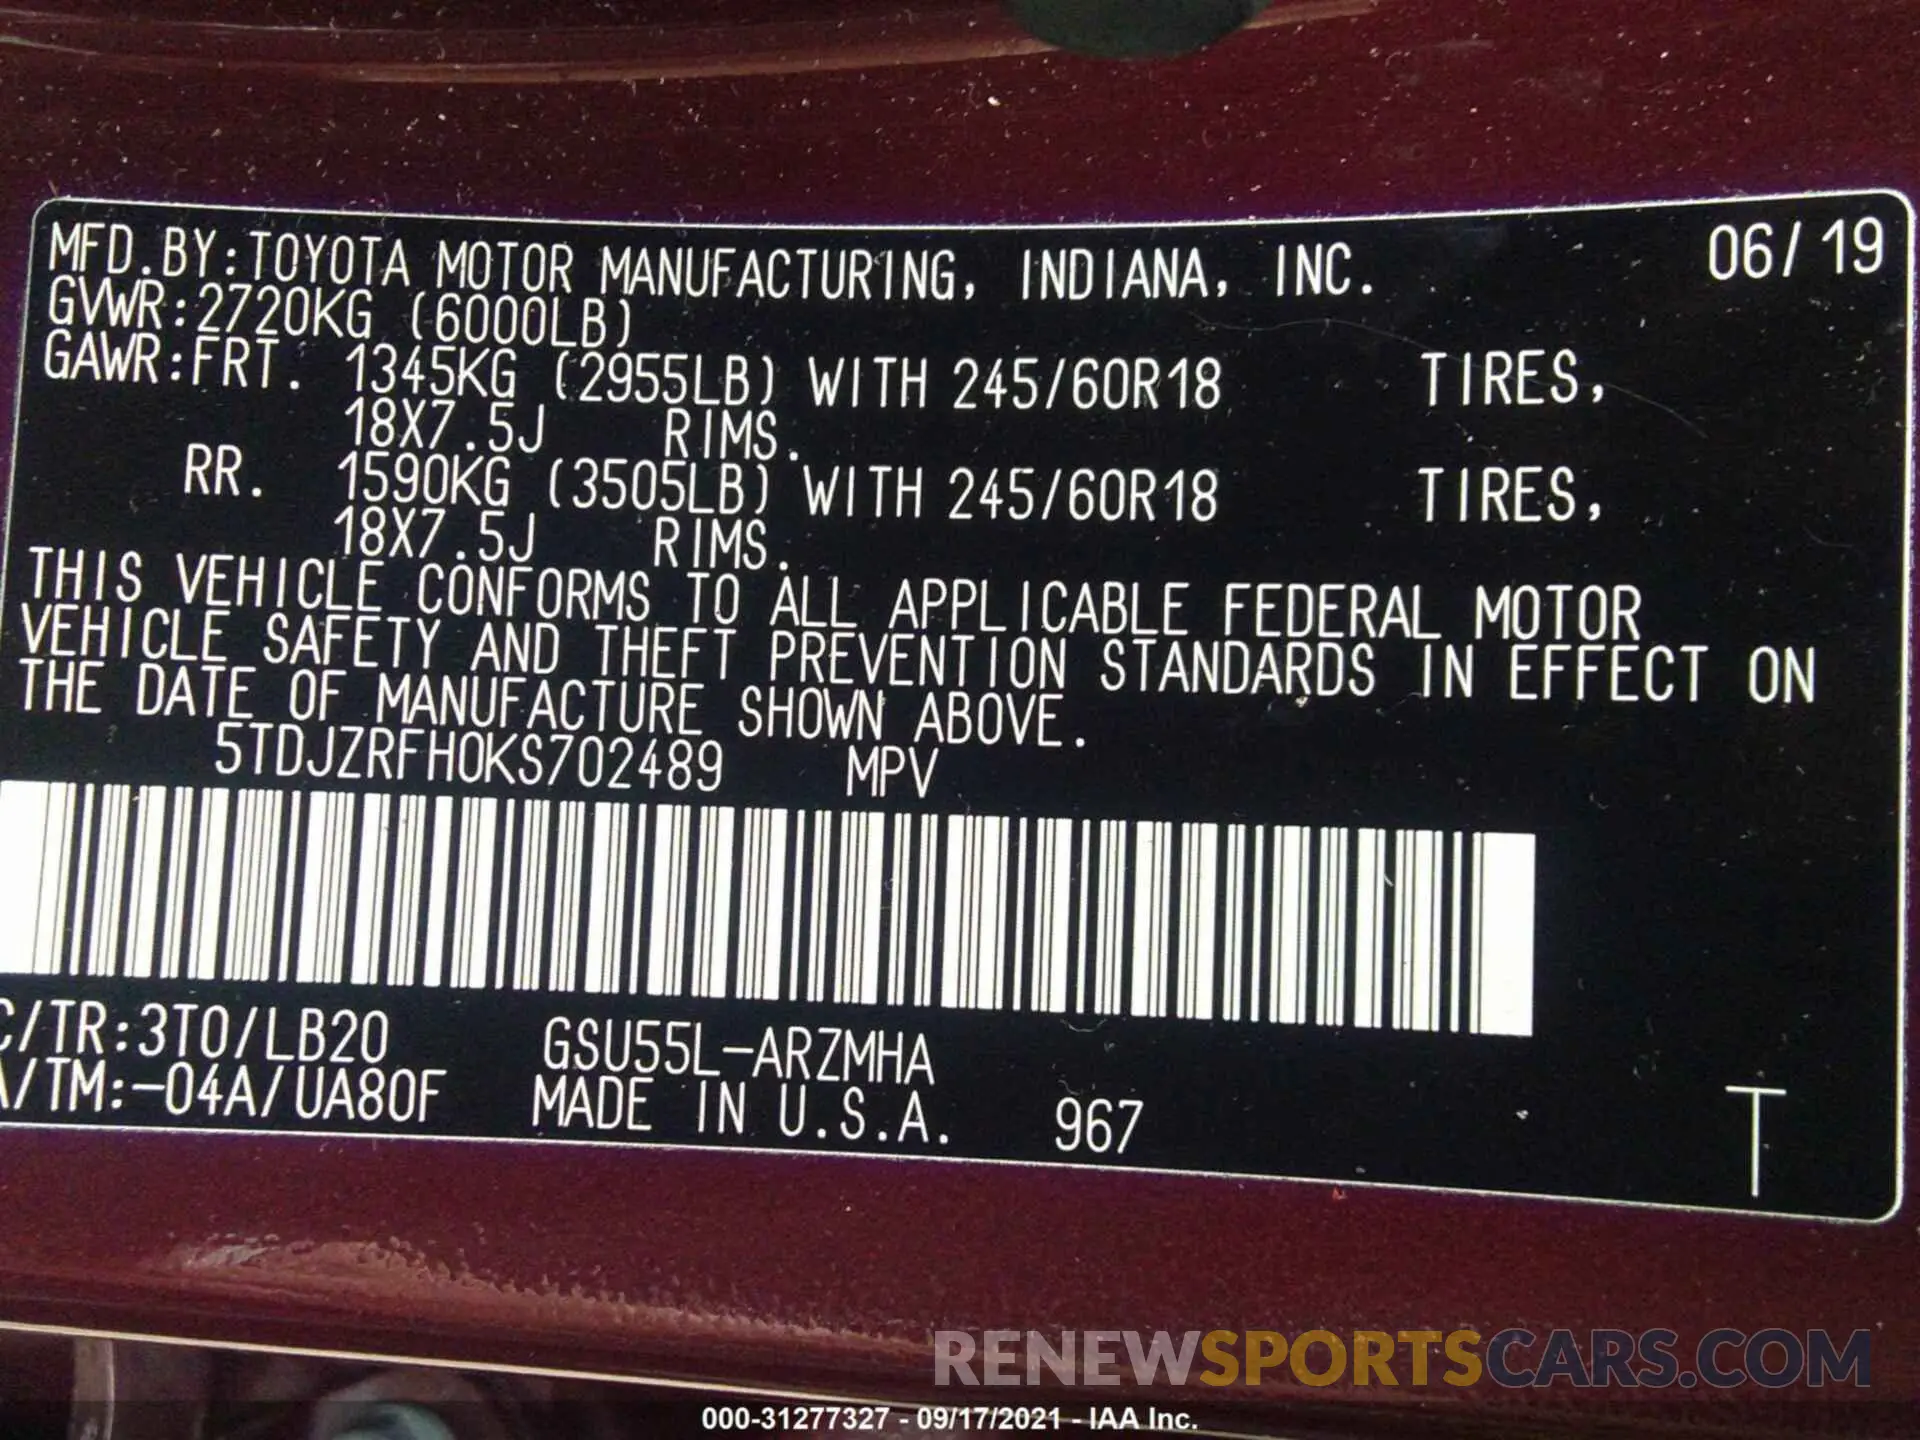 MFD.BY:TOYOTA MOTOR MANUFACTURING, INDIANA, INC. 06/19
GVWR:2720KG (6000LB)
GAWR:FRT. 1345KG (2955LB) WITH 245/60R18 TIRES,
18X7.5J RIMS.
RR. 1590KG (3505LB) WITH 245/60R18 TIRES,
18X7.5J RIMS.
THIS VEHICLE CONFORMS TO ALL APPLICABLE FEDERAL MOTOR
VEHICLE SAFETY AND THEFT PREVENTION STANDARDS IN EFFECT ON
THE DATE OF MANUFACTURE SHOWN ABOVE.
5TDJZRFH0KS702489 MPV
C/TR:3T0/LB20 GSU55L-ARZMHA
A/TM:-04A/UA80F MADE IN U.S.A. 967 T
RENEWSPORTSCARS.COM
000-31277327 - 09/17/2021 - IAA Inc.